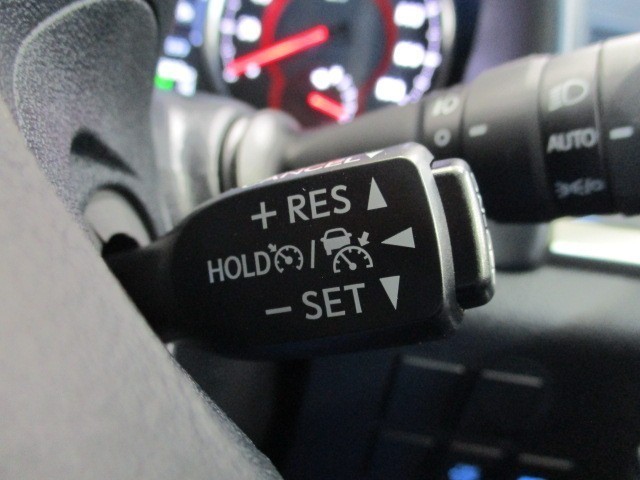 CANCEL
+ RES
HOLD /
- SET
AUTO